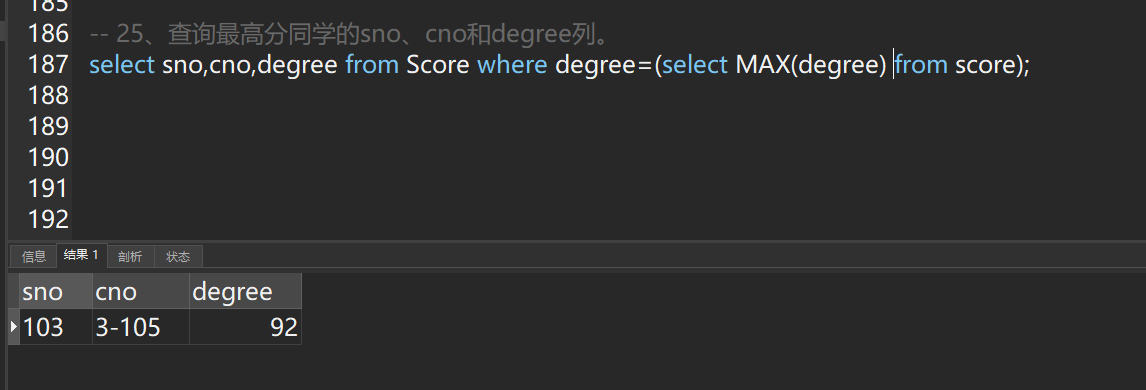 185
186 -- 25、查询最高分同学的sno、cno和degree列。
187 select sno,cno,degree from Score where degree=(select MAX(degree) from score);
188
189
190
191
192
信息 结果 1 剖析 状态
sno cno degree
103 3-105 92